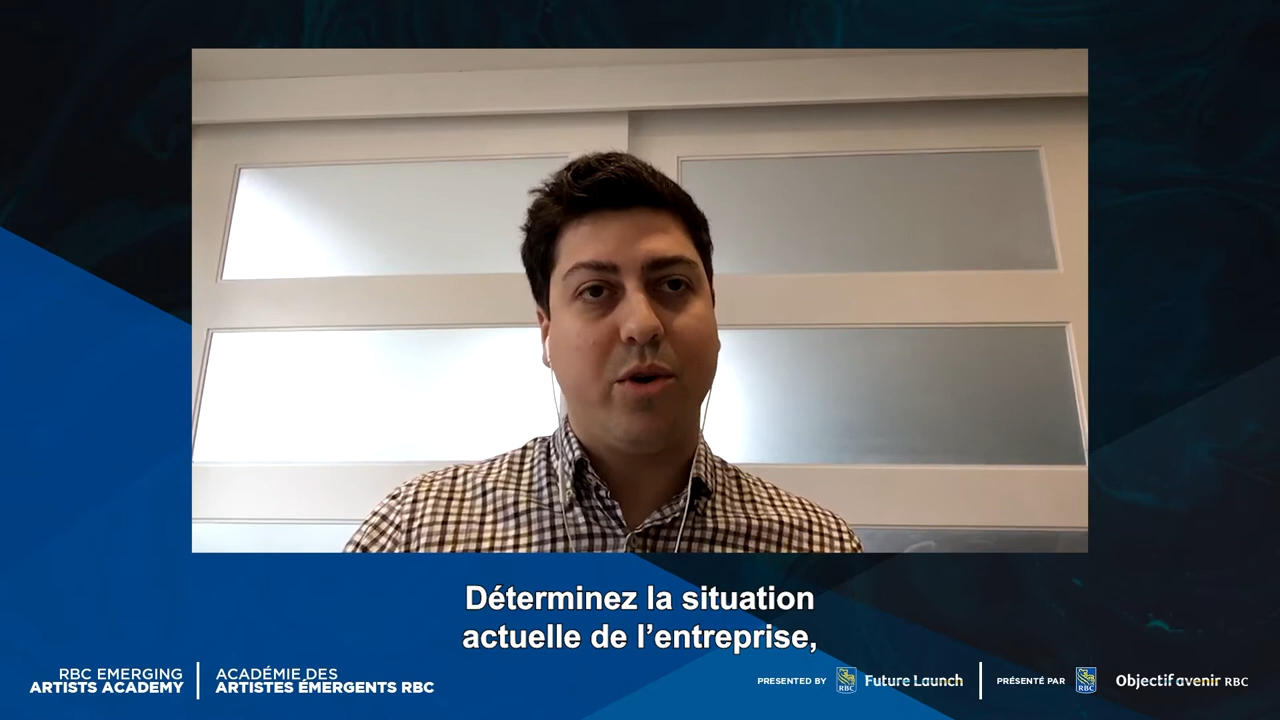 Déterminez la situation
actuelle de l'entreprise,
RBC EMERGING
ARTISTS ACADEMY
ACADÉMIE DES
ARTISTES ÉMERGENTS RBC
PRESENTED BY
RBC
Future Launch
PRÉSENTÉ PAR
RBC
Objectif avenir RBC